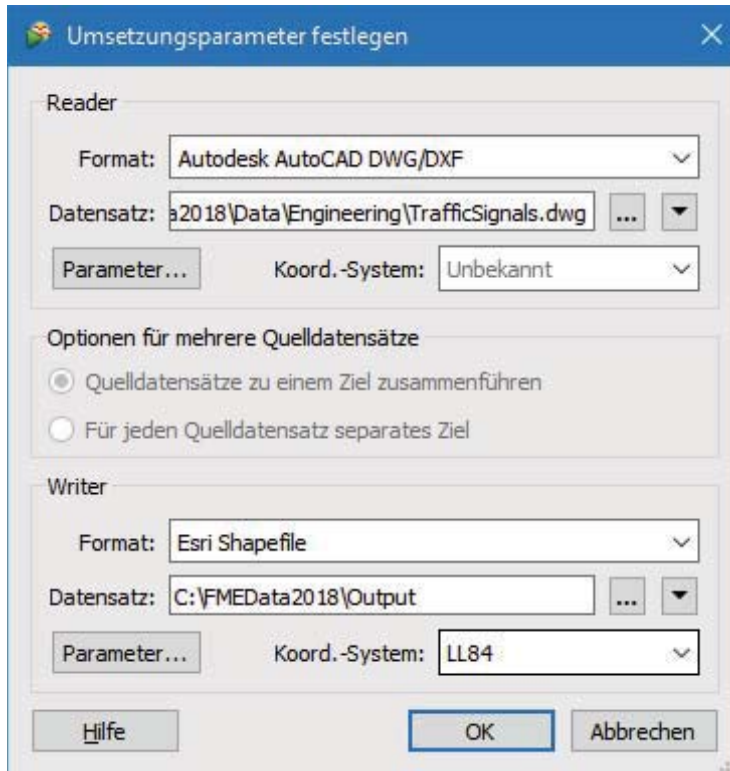 Umsetzungsparameter festlegen
Reader
Format: Autodesk AutoCAD DWG/DXF
Datensatz: a2018\Data\Engineering\TrafficSignals.dwg ...
Parameter... Koord.-System: Unbekannt
Optionen für mehrere Quelldatensätze
Quelldatensätze zu einem Ziel zusammenführen
Für jeden Quelldatensatz separates Ziel
Writer
Format: Esri Shapefile
Datensatz: C:\FMEData2018\Output ...
Parameter... Koord.-System: LL84
Hilfe OK Abbrechen